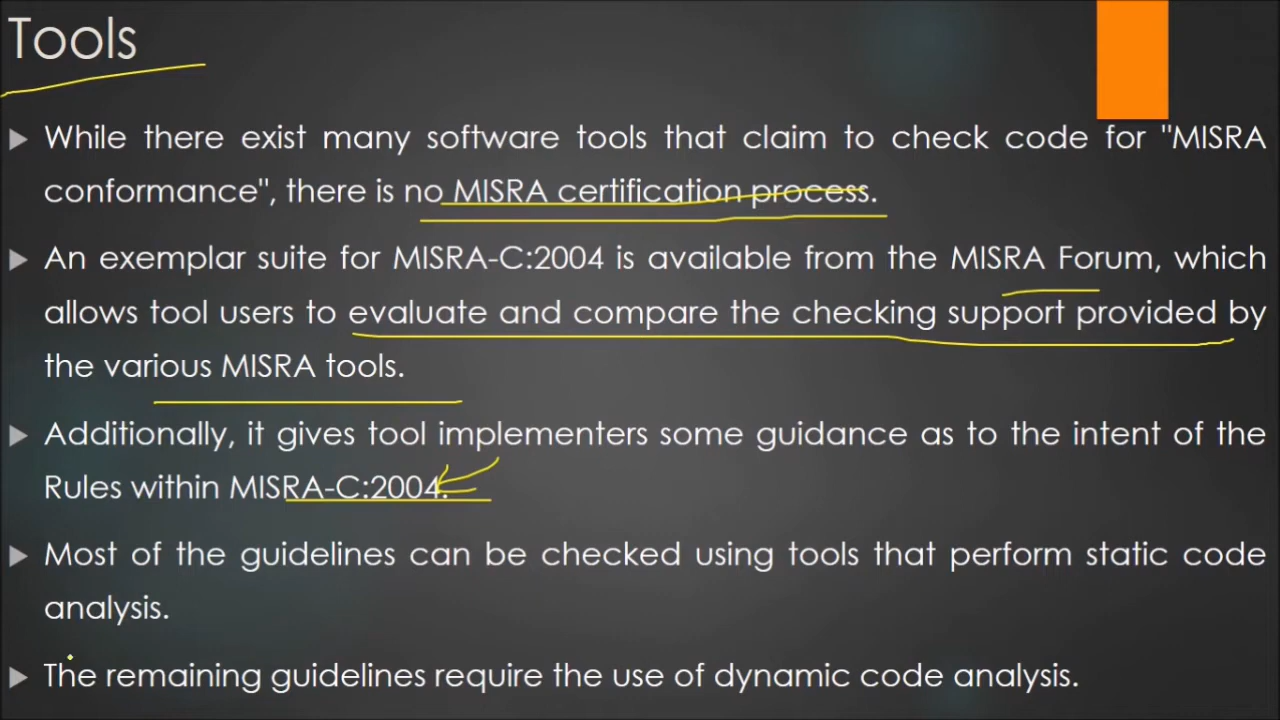 Tools
While there exist many software tools that claim to check code for "MISRA
conformance", there is no MISRA certification process.
An exemplar suite for MISRA-C:2004 is available from the MISRA Forum, which
allows tool users to evaluate and compare the checking support provided by
the various MISRA tools.
Additionally, it gives tool implementers some guidance as to the intent of the
Rules within MISRA-C:2004.
Most of the guidelines can be checked using tools that perform static code
analysis.
The remaining guidelines require the use of dynamic code analysis.